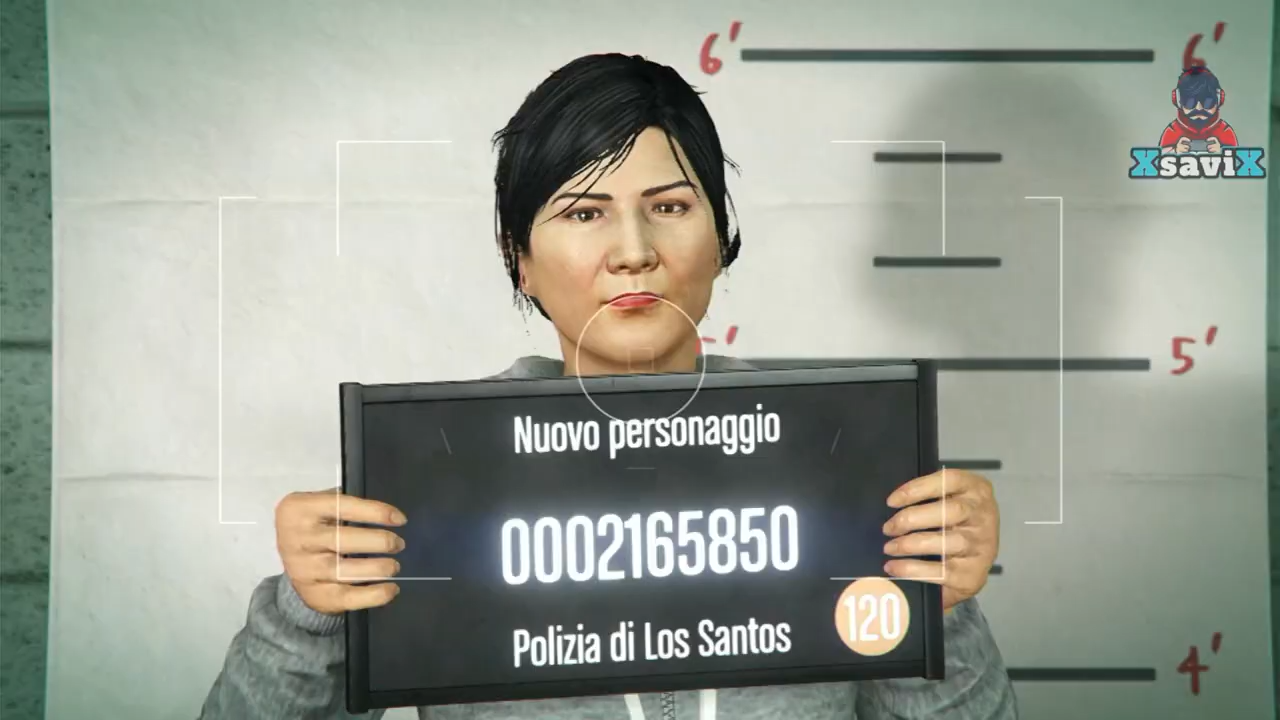 6' 6'
XsaviX
5' 5'
Nuovo personaggio
0002165850
Polizia di Los Santos
120
4'